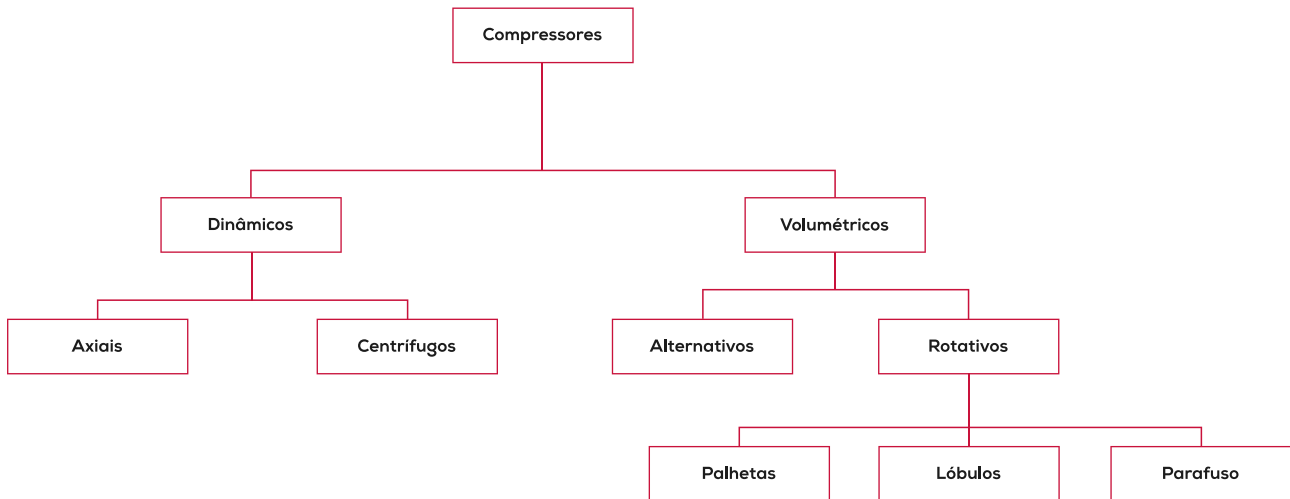 Compressores
Dinâmicos
Volumétricos
Axiais
Centrífugos
Alternativos
Rotativos
Palhetas
Lóbulos
Parafuso